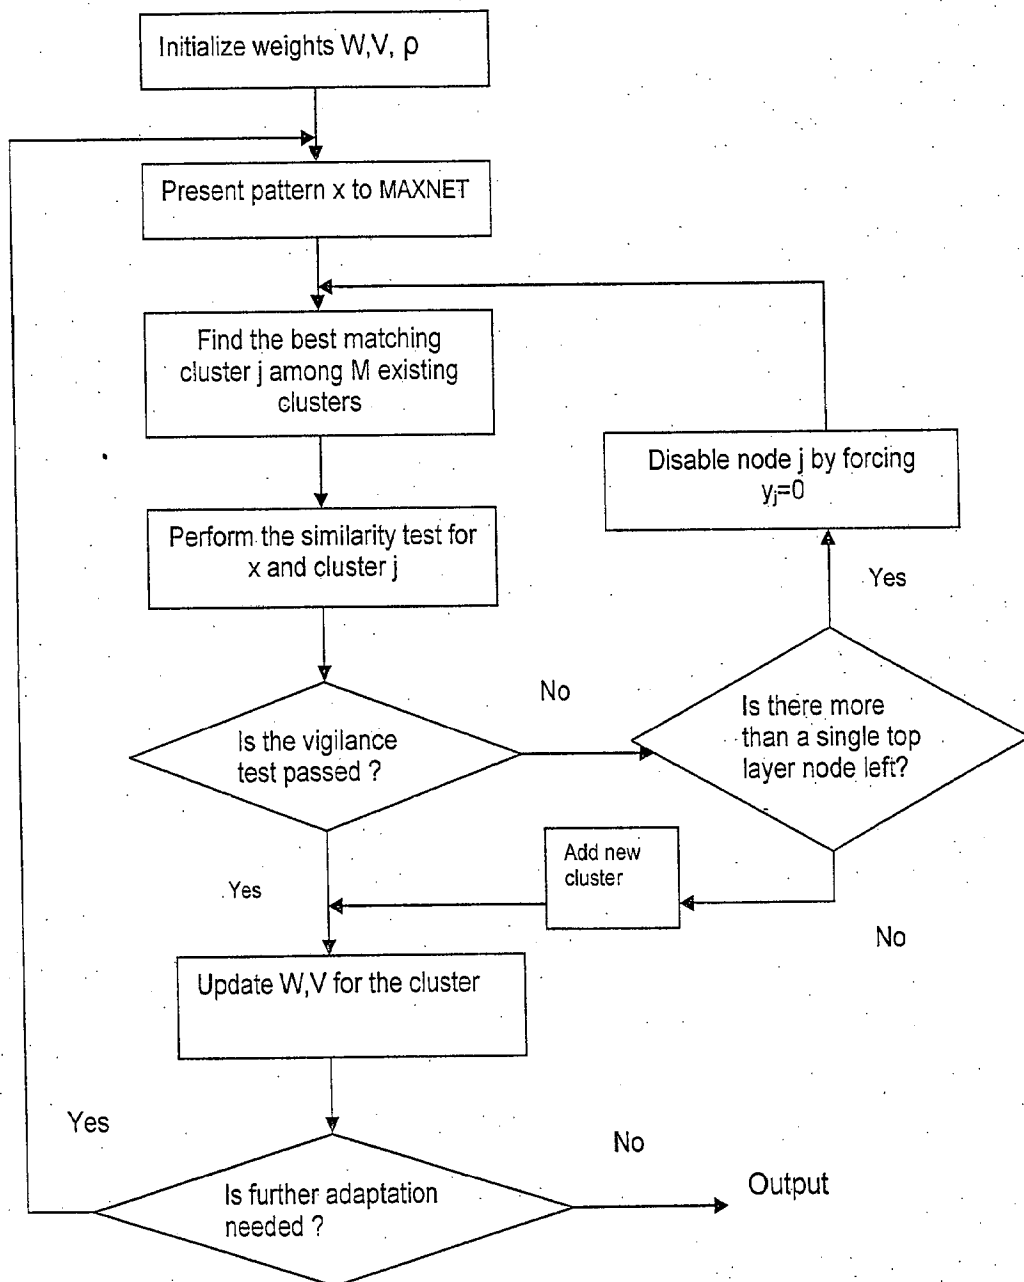 Initialize weights W,V, ρ
Present pattern x to MAXNET
Find the best matching
cluster j among M existing
clusters
Disable node j by forcing
yj=0
Perform the similarity test for
x and cluster j
Yes
No
Is there more
than a single top
layer node left?
Is the vigilance
test passed ?
Add new
cluster
Yes
No
Update W,V for the cluster
Yes
No
Is further adaptation
needed ?
Output